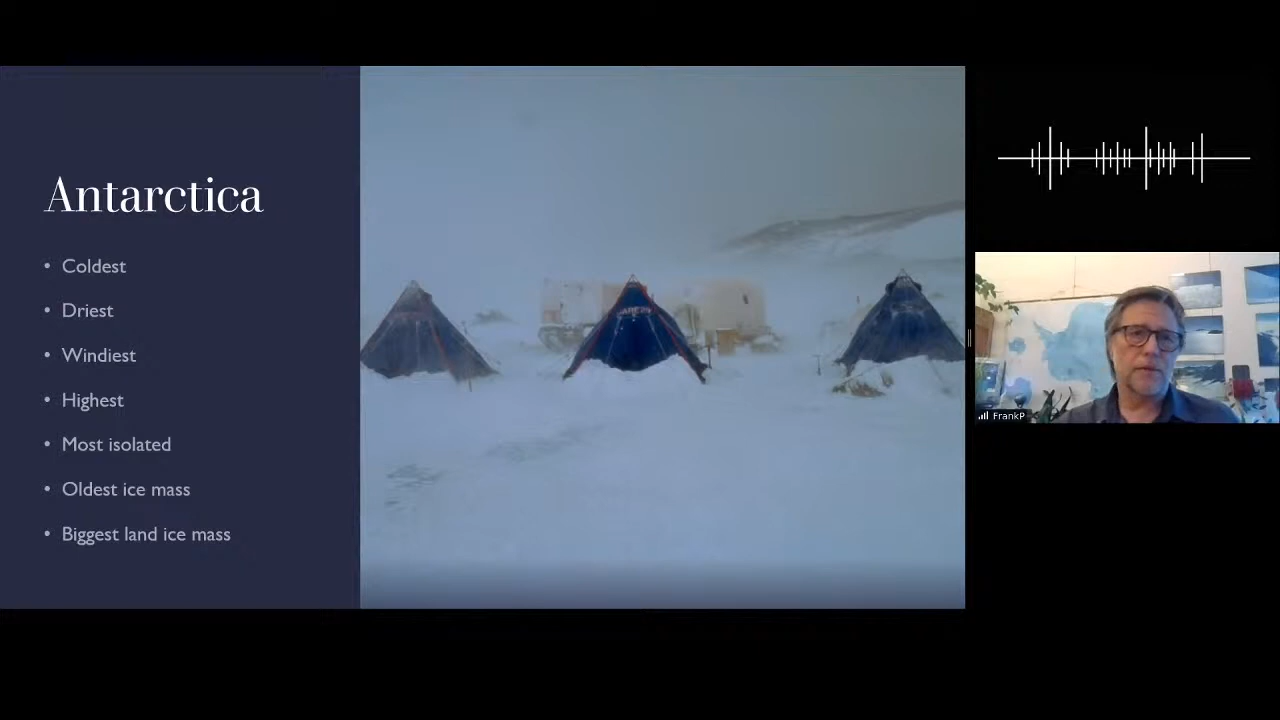 Antarctica
• Coldest
• Driest
• Windiest
• Highest
• Most isolated
• Oldest ice mass
• Biggest land ice mass
FrankP